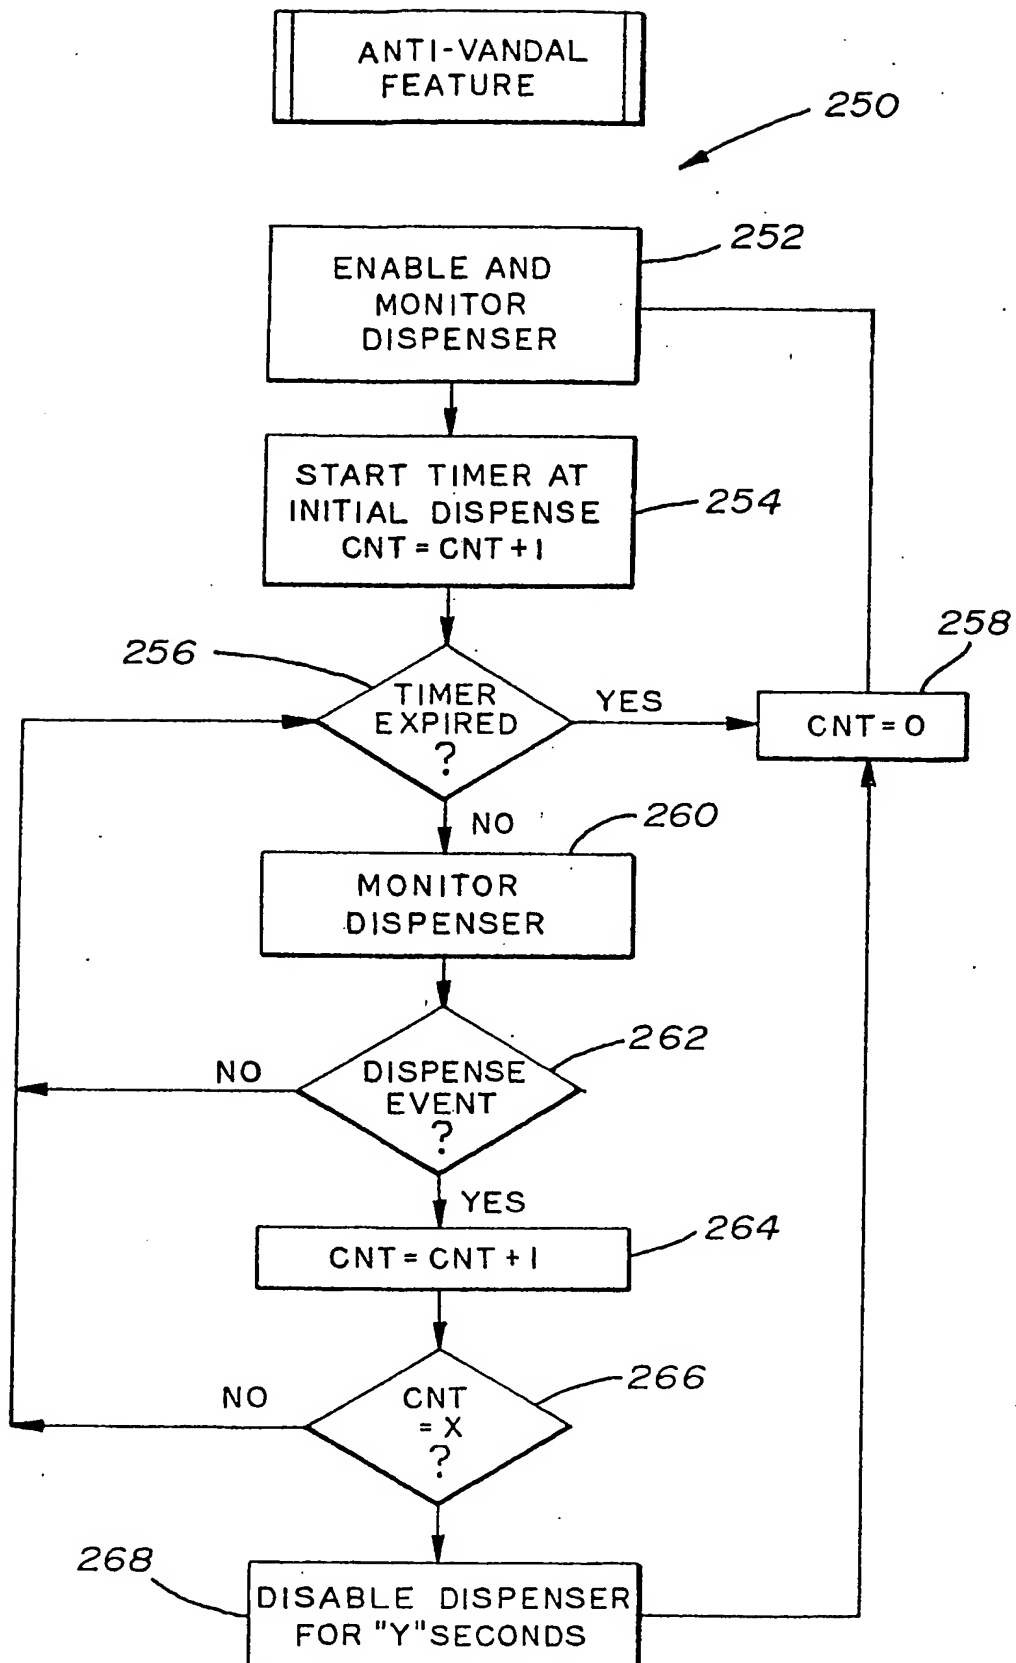 ANTI-VANDAL
FEATURE
250
252
ENABLE AND
MONITOR
DISPENSER
START TIMER AT
INITIAL DISPENSE
CNT = CNT + 1
254
256
TIMER
EXPIRED
?
YES
258
CNT = 0
NO
260
MONITOR
DISPENSER
262
DISPENSE
EVENT
?
NO
YES
264
CNT = CNT + 1
266
CNT
= X
?
NO
268
DISABLE DISPENSER
FOR "Y" SECONDS